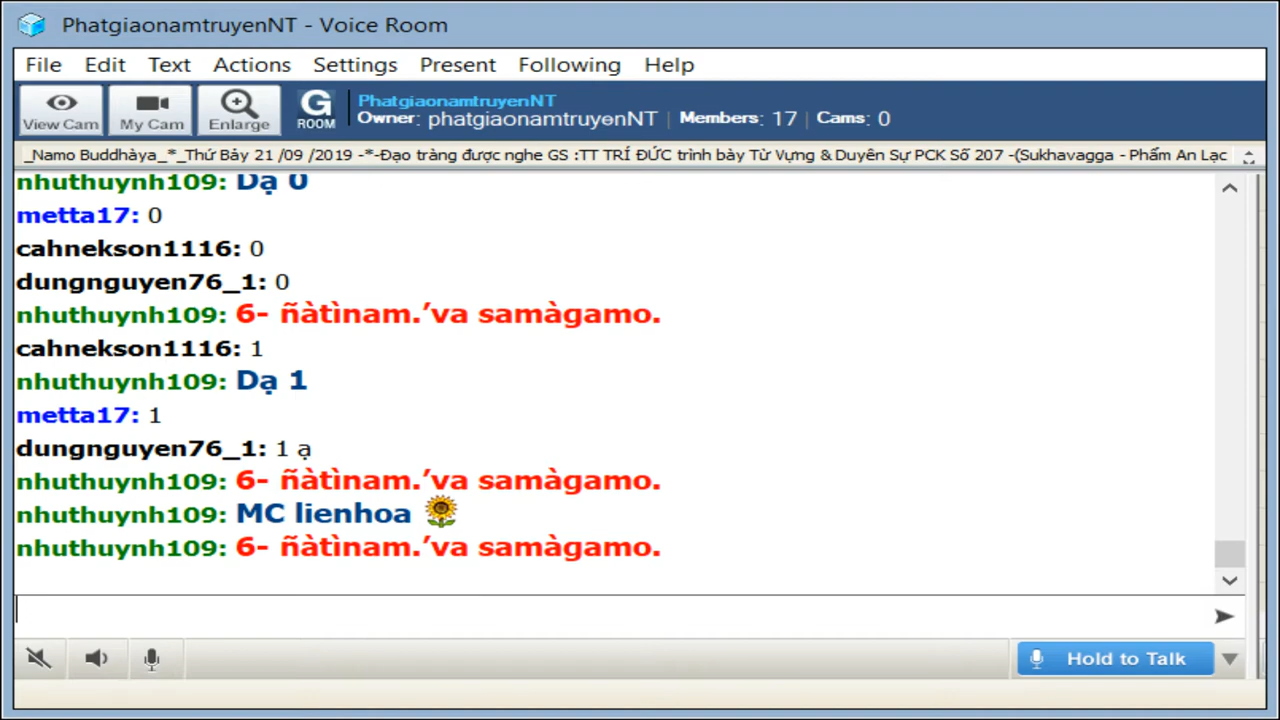 PhatgiaonamtruyenNT - Voice Room
File Edit Text Actions Settings Present Following Help
View Cam My Cam Enlarge G ROOM
PhatgiaonamtruyenNT
Owner: phatgiaonamtruyenNT Members: 17 Cams: 0
_Namo Buddhàya_*_Thứ Bảy 21 /09 /2019 -*-Đạo tràng được nghe GS :TT TRÍ ĐỨC trình bày Từ Vựng & Duyên Sự PCK Số 207 -(Sukhavagga - Phẩm An Lạc
nhuthuynh109: Dạ 0
metta17: 0
cahnekson1116: 0
dungnguyen76_1: 0
nhuthuynh109: 6- ñàtìnam.’va samàgamo.
cahnekson1116: 1
nhuthuynh109: Dạ 1
metta17: 1
dungnguyen76_1: 1 ạ
nhuthuynh109: 6- ñàtìnam.’va samàgamo.
nhuthuynh109: MC lienhoa
nhuthuynh109: 6- ñàtìnam.’va samàgamo.
Hold to Talk